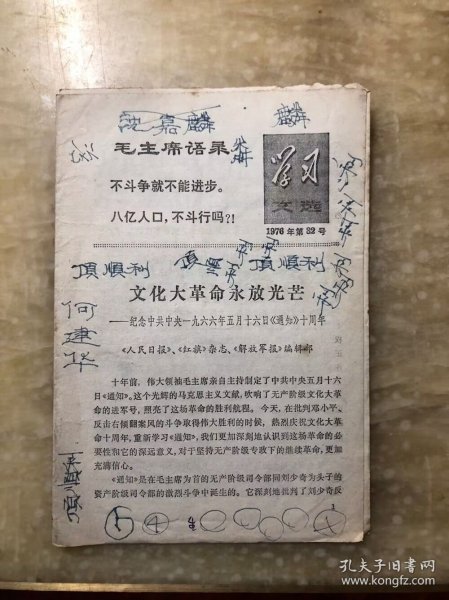 沈嘉麟
麟
毛主席语录
不斗争就不能进步。
八亿人口，不斗行吗？！
学习
文选
1976年第32号
頂順利
頂順利
何建华
文化大革命永放光芒
——纪念中共中央一九六六年五月十六日《通知》十周年
《人民日报》、《红旗》杂志、《解放军报》编辑部
十年前，伟大领袖毛主席亲自主持制定了中共中央五月十六
日《通知》。这个光辉的马克思主义文献，吹响了无产阶级文化大革
命的进军号，照亮了这场革命的胜利航程。今天，在批判邓小平、
反击右倾翻案风的斗争取得伟大胜利的时候，热烈庆祝文化大革
命十周年，重新学习《通知》，我们更加深刻地认识到这场革命的必
要性和它的深远意义，对于坚持无产阶级专政下的继续革命，更加
充满信心。
《通知》是在毛主席为首的无产阶级司令部同刘少奇为头子的
资产阶级司令部的激烈斗争中诞生的。它深刻地批判了刘少奇反
5 4
孔夫子旧书网
www.kongfz.com